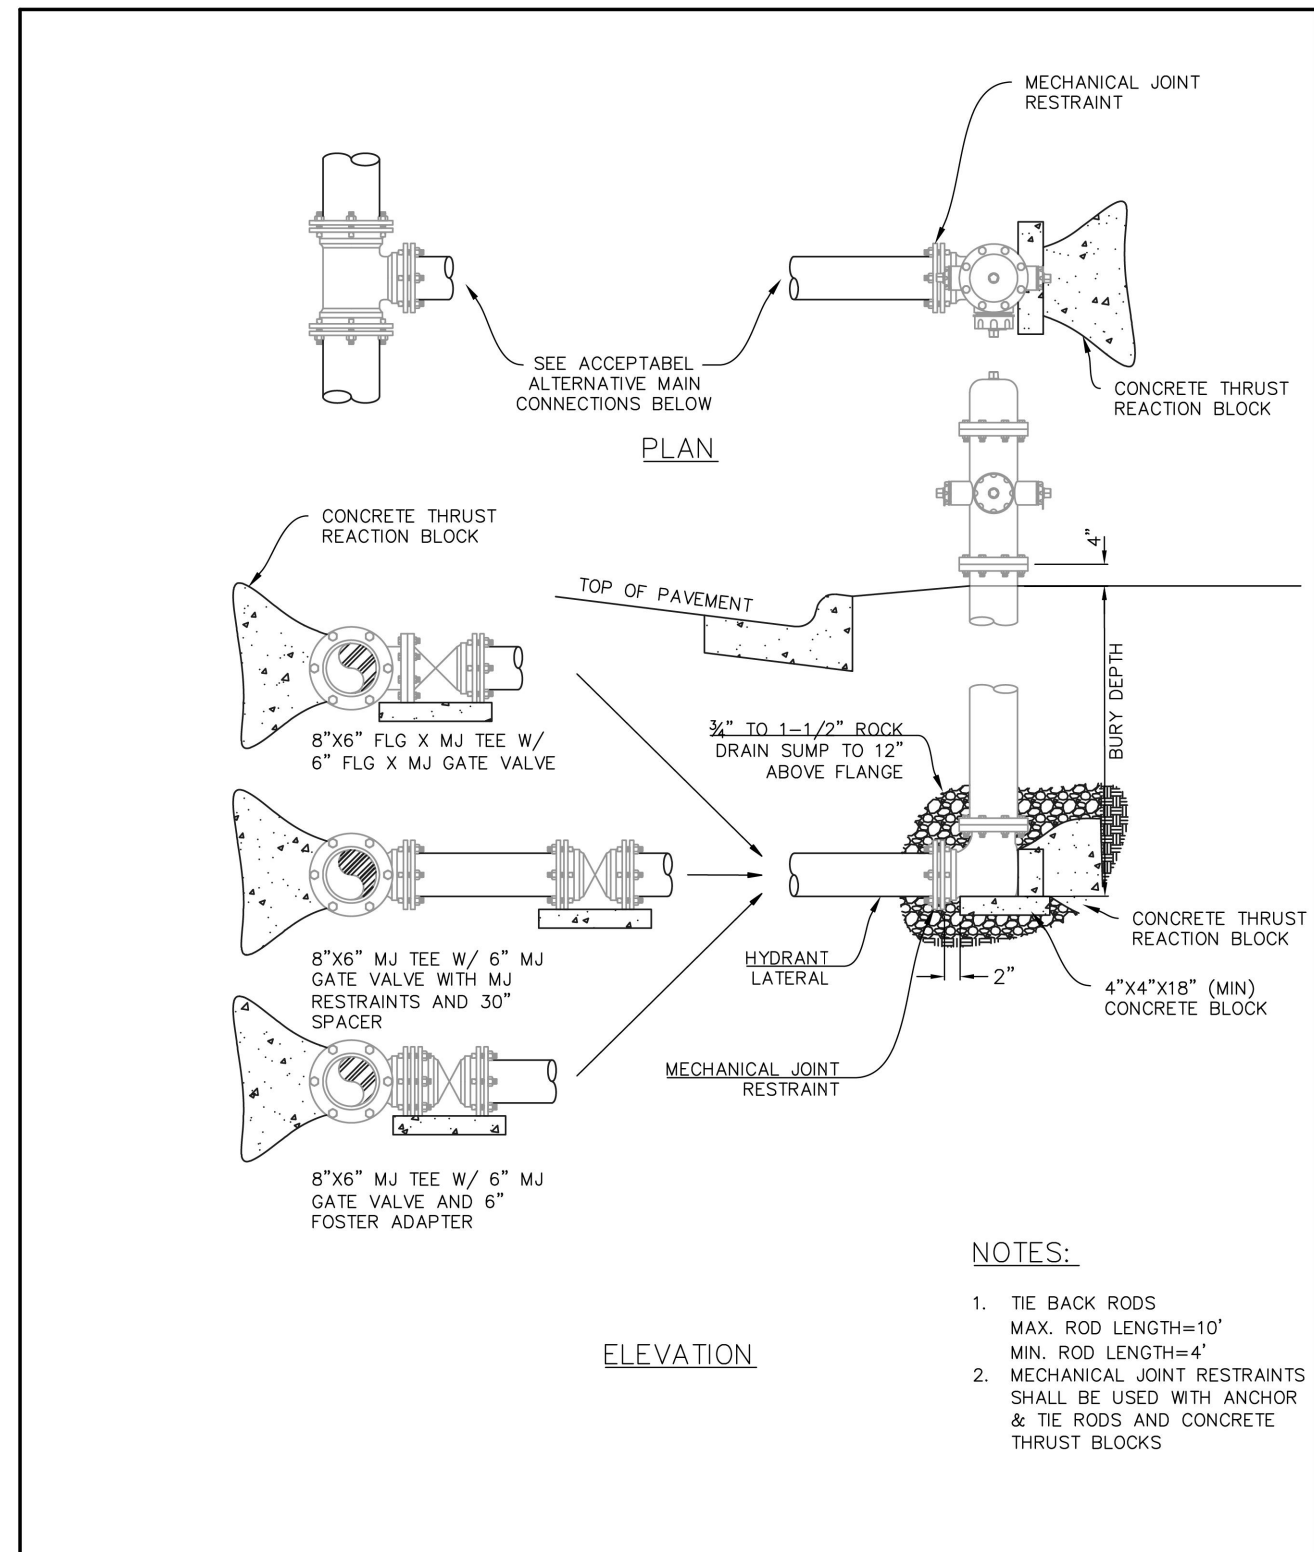 MECHANICAL JOINT
RESTRAINT
SEE ACCEPTABEL
ALTERNATIVE MAIN
CONNECTIONS BELOW
CONCRETE THRUST
REACTION BLOCK
PLAN
CONCRETE THRUST
REACTION BLOCK
4"
TOP OF PAVEMENT
BURY DEPTH
8"X6" FLG X MJ TEE W/
6" FLG X MJ GATE VALVE
¾" TO 1-1/2" ROCK
DRAIN SUMP TO 12"
ABOVE FLANGE
8"X6" MJ TEE W/ 6" MJ
GATE VALVE WITH MJ
RESTRAINTS AND 30"
SPACER
HYDRANT
LATERAL
2"
CONCRETE THRUST
REACTION BLOCK
4"X4"X18" (MIN)
CONCRETE BLOCK
MECHANICAL JOINT
RESTRAINT
8"X6" MJ TEE W/ 6" MJ
GATE VALVE AND 6"
FOSTER ADAPTER
NOTES:
1. TIE BACK RODS
MAX. ROD LENGTH=10'
MIN. ROD LENGTH=4'
2. MECHANICAL JOINT RESTRAINTS
SHALL BE USED WITH ANCHOR
& TIE RODS AND CONCRETE
THRUST BLOCKS
ELEVATION